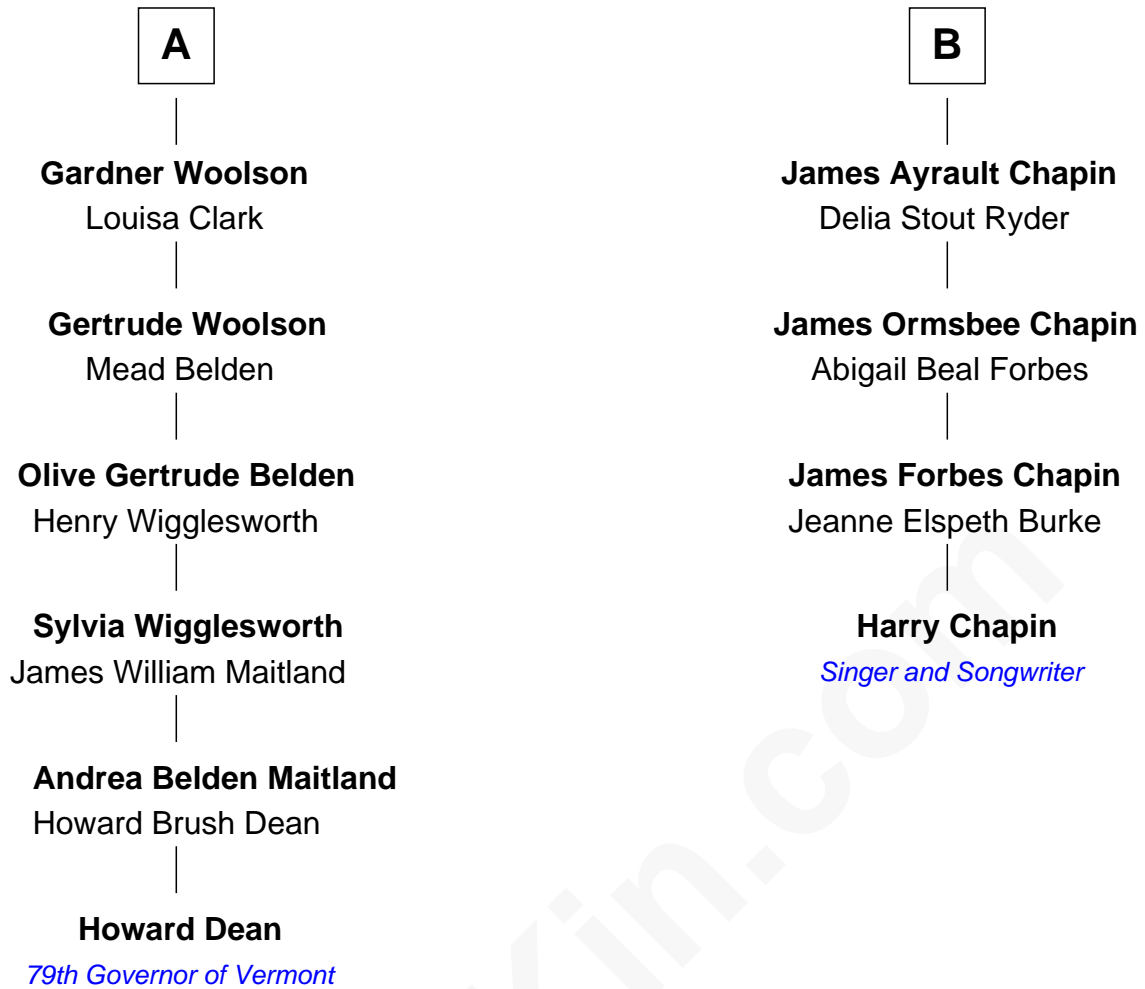 A
Gardner Woolson
Louisa Clark
Gertrude Woolson
Mead Belden
Olive Gertrude Belden
Henry Wigglesworth
Sylvia Wigglesworth
James William Maitland
Andrea Belden Maitland
Howard Brush Dean
Howard Dean
79th Governor of Vermont
B
James Ayrault Chapin
Delia Stout Ryder
James Ormsbee Chapin
Abigail Beal Forbes
James Forbes Chapin
Jeanne Elspeth Burke
Harry Chapin
Singer and Songwriter
Kin.com